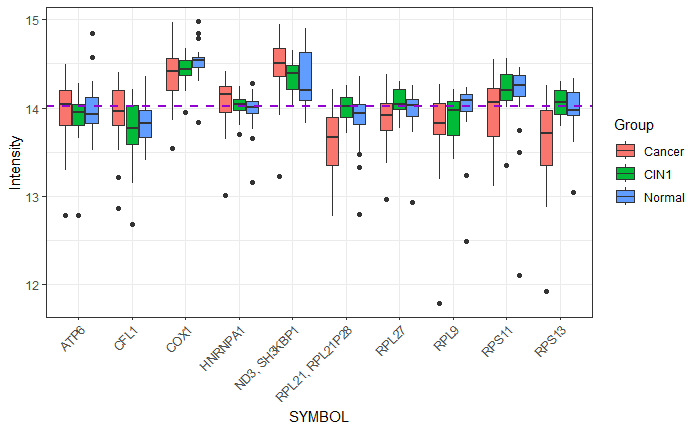 15
14
13
12
Intensity
ATP6
CFL1
COX1
HNRNPA1
ND3, SH3KBP1
RPL21, RPL21P28
RPL27
RPL9
RPS11
RPS13
SYMBOL
Group
Cancer
CIN1
Normal